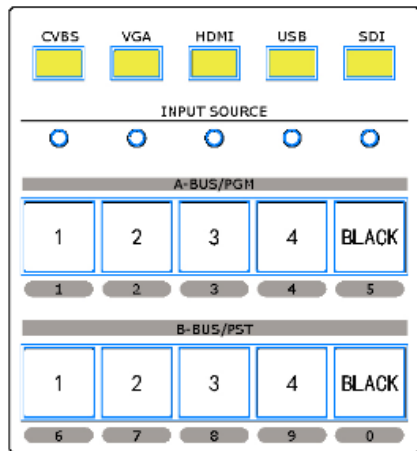 CVBS VGA HDMI USB SDI
INPUT SOURCE
A-BUS/PGM
1 2 3 4 BLACK
1 2 3 4 5
B-BUS/PST
1 2 3 4 BLACK
6 7 8 9 0